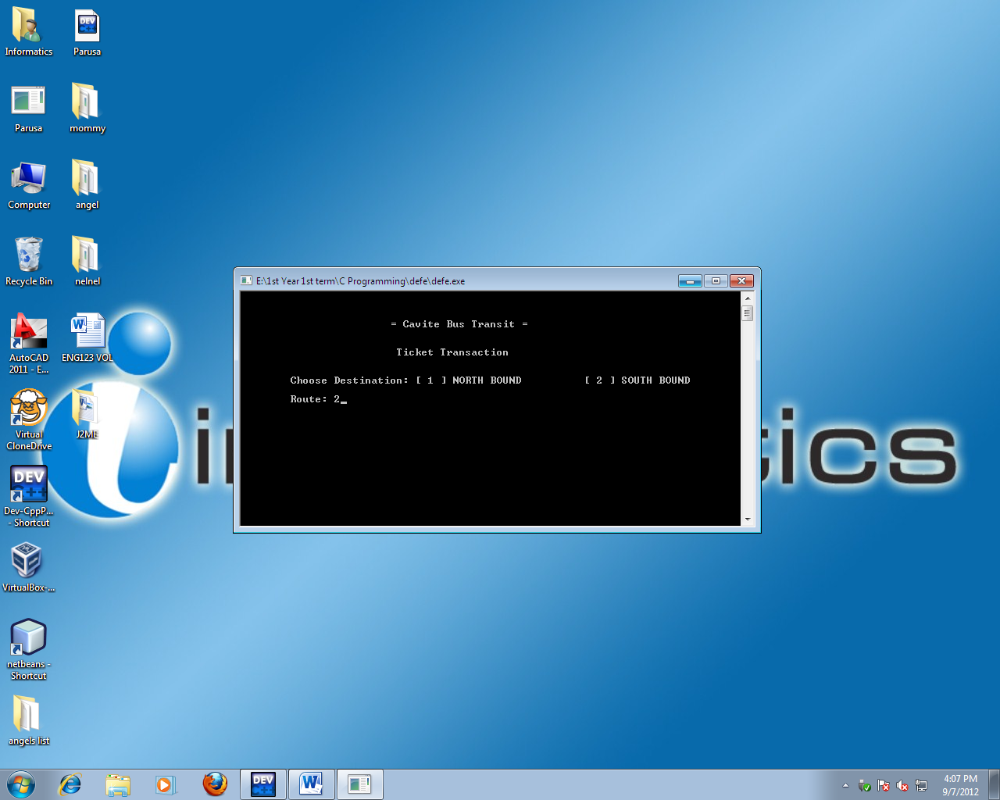 Informatics
Parusa
Parusa
mommy
Computer
angel
Recycle Bin
nelnel
AutoCAD
2011 - E...
ENG123 VOL
Virtual
CloneDrive
J2ME
Dev-CppP...
- Shortcut
VirtualBox-...
netbeans -
Shortcut
angels list
E:\1st Year 1st term\C Programming\defe\defe.exe
= Cavite Bus Transit =
Ticket Transaction
Choose Destination: [ 1 ] NORTH BOUND [ 2 ] SOUTH BOUND
Route: 2_
DEV
C++
W
4:07 PM
9/7/2012